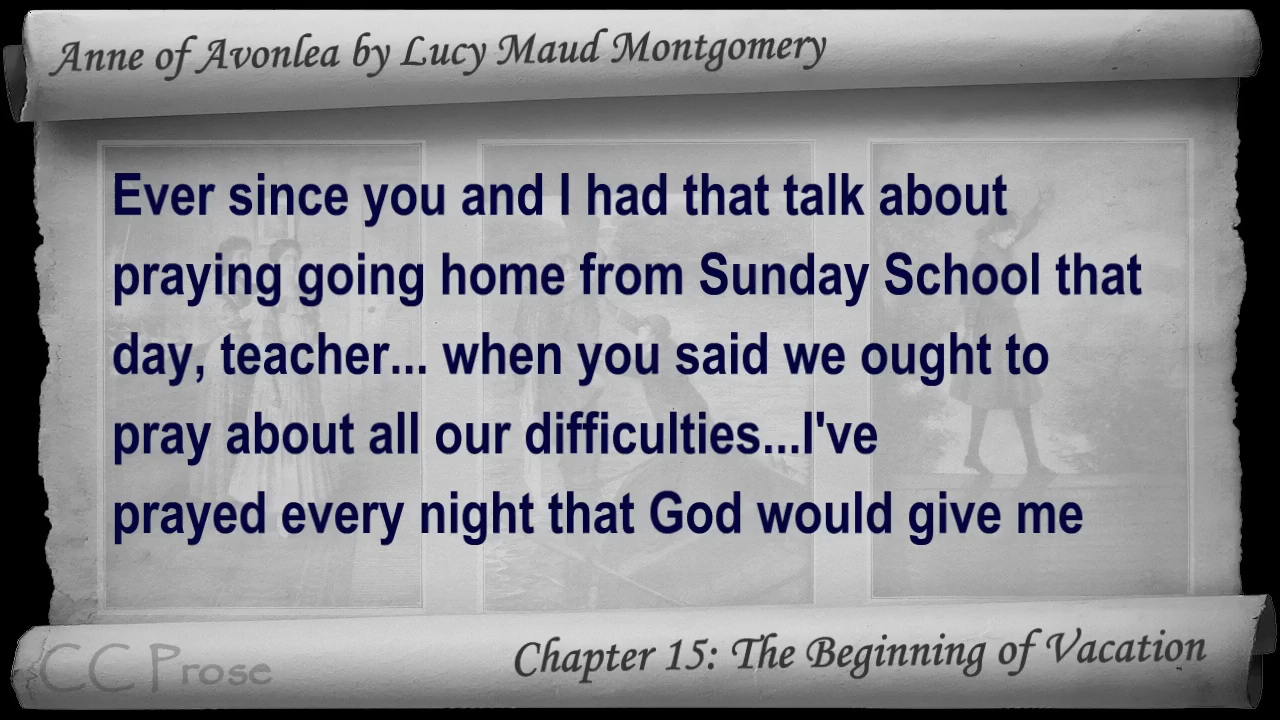 Anne of Avonlea by Lucy Maud Montgomery
Ever since you and I had that talk about
praying going home from Sunday School that
day, teacher... when you said we ought to
pray about all our difficulties...I've
prayed every night that God would give me
CC Prose
Chapter 15: The Beginning of Vacation